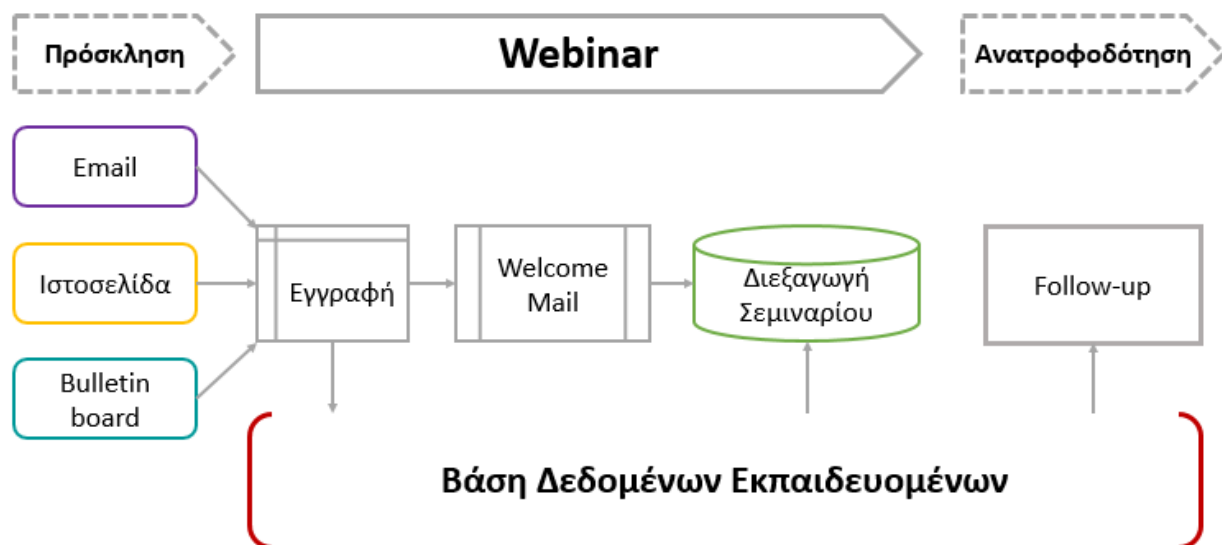 Πρόσκληση
Webinar
Ανατροφοδότηση
Email
Ιστοσελίδα
Bulletin
board
Εγγραφή
Welcome
Mail
Διεξαγωγή
Σεμιναρίου
Follow-up
Βάση Δεδομένων Εκπαιδευομένων